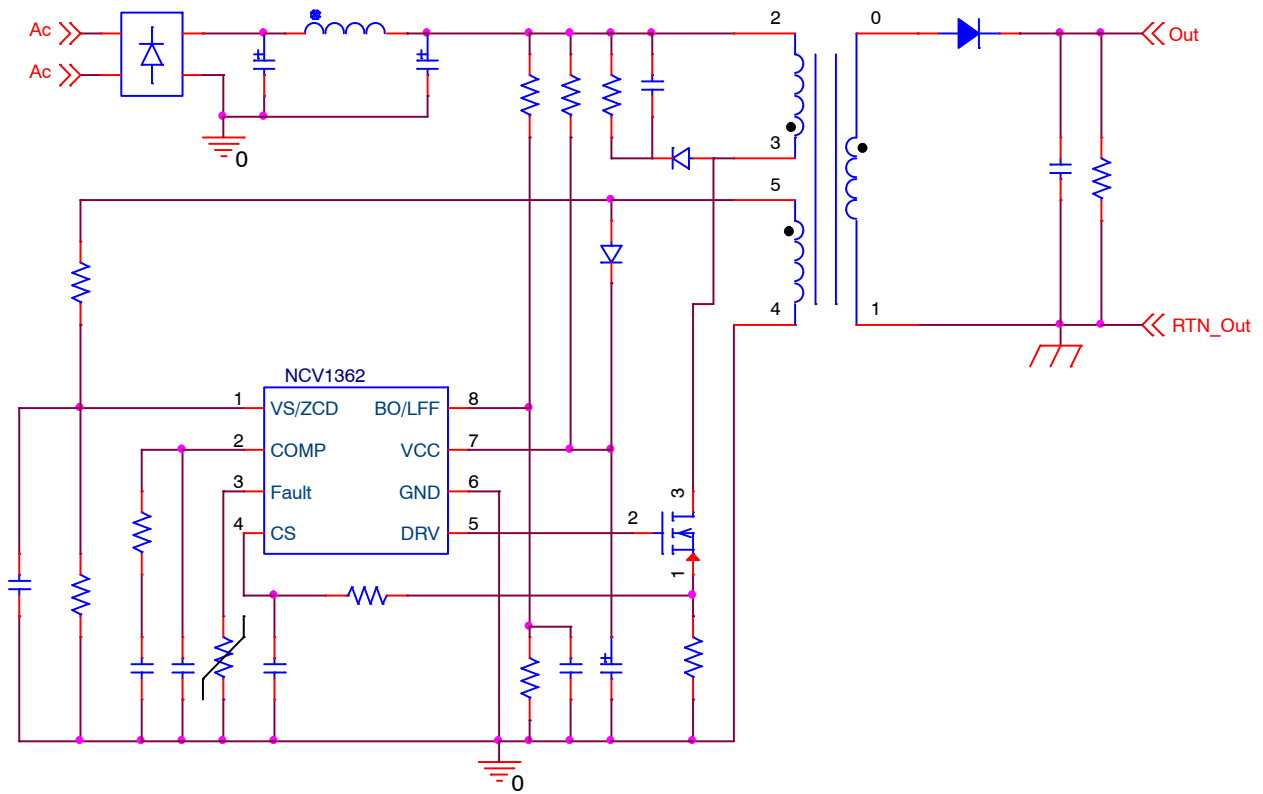 Ac
Ac
2
0
Out
0
3
5
4
1
RTN_Out
NCV1362
1 VS/ZCD BO/LFF 8
2 COMP VCC 7
3 Fault GND 6
4 CS DRV 5
3
2
1
0